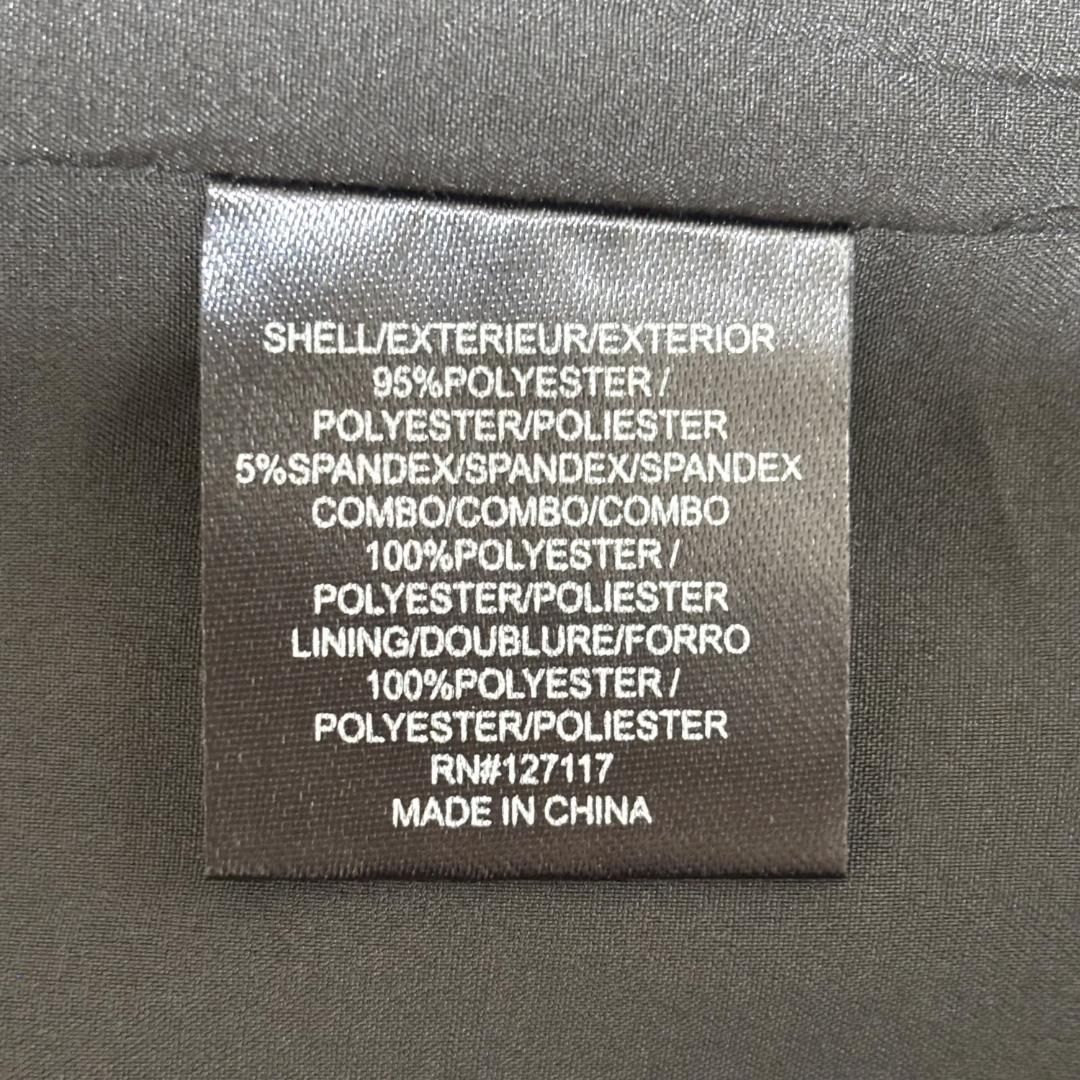 SHELL/EXTERIEUR/EXTERIOR
95%POLYESTER /
POLYESTER/POLIESTER
5%SPANDEX/SPANDEX/SPANDEX
COMBO/COMBO/COMBO
100%POLYESTER /
POLYESTER/POLIESTER
LINING/DOUBLURE/FORRO
100%POLYESTER /
POLYESTER/POLIESTER
RN#127117
MADE IN CHINA